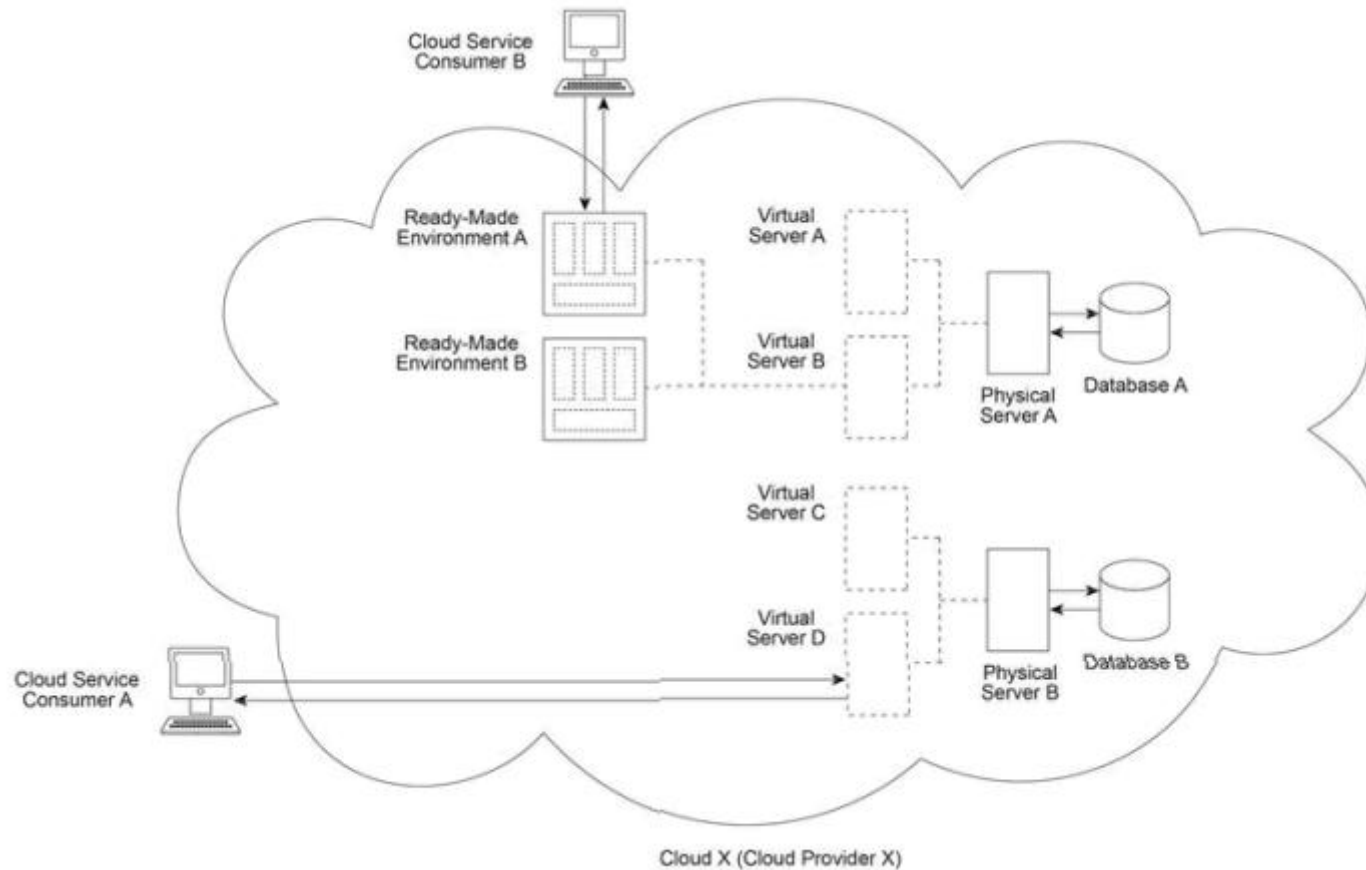 Cloud Service
Consumer B
Ready-Made
Environment A
Virtual
Server A
Ready-Made
Environment B
Virtual
Server B
Physical
Server A
Database A
Virtual
Server C
Virtual
Server D
Physical
Server B
Database B
Cloud Service
Consumer A
Cloud X (Cloud Provider X)